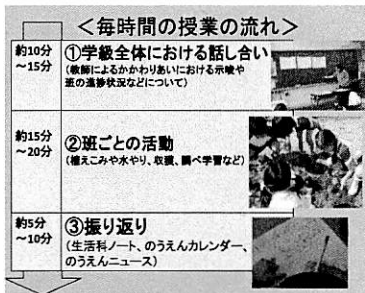 ＜毎時間の授業の流れ＞
約10分
～15分
①学級全体における話し合い
(教師によるかかわりあいにおける示唆や
班の進捗状況などについて)
約15分
～20分
②班ごとの活動
(植えこみや水やり、収穫、調べ学習など)
約5分
～10分
③振り返り
(生活科ノート、のうえんカレンダー、
のうえんニュース)